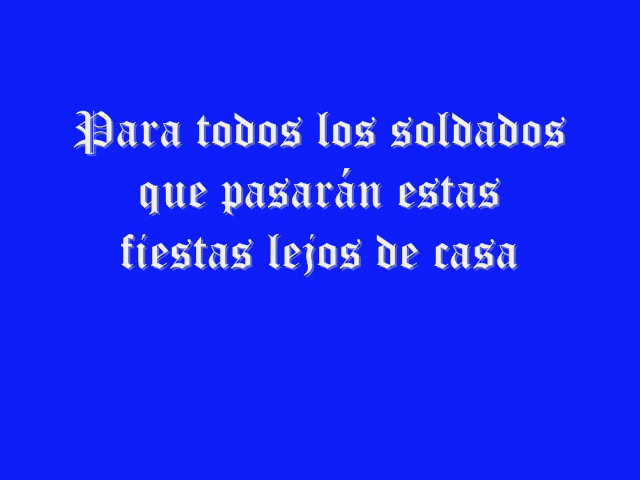 Para todos los soldados
que pasarán estas
fiestas lejos de casa